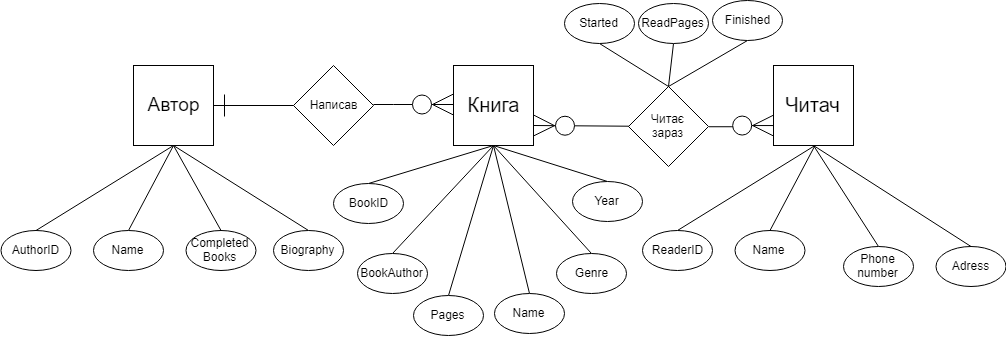 Started
ReadPages
Finished
Автор
Написав
Книга
Читає
зараз
Читач
BookID
Year
AuthorID
Name
Completed
Books
Biography
BookAuthor
Genre
Pages
Name
ReaderID
Name
Phone
number
Adress